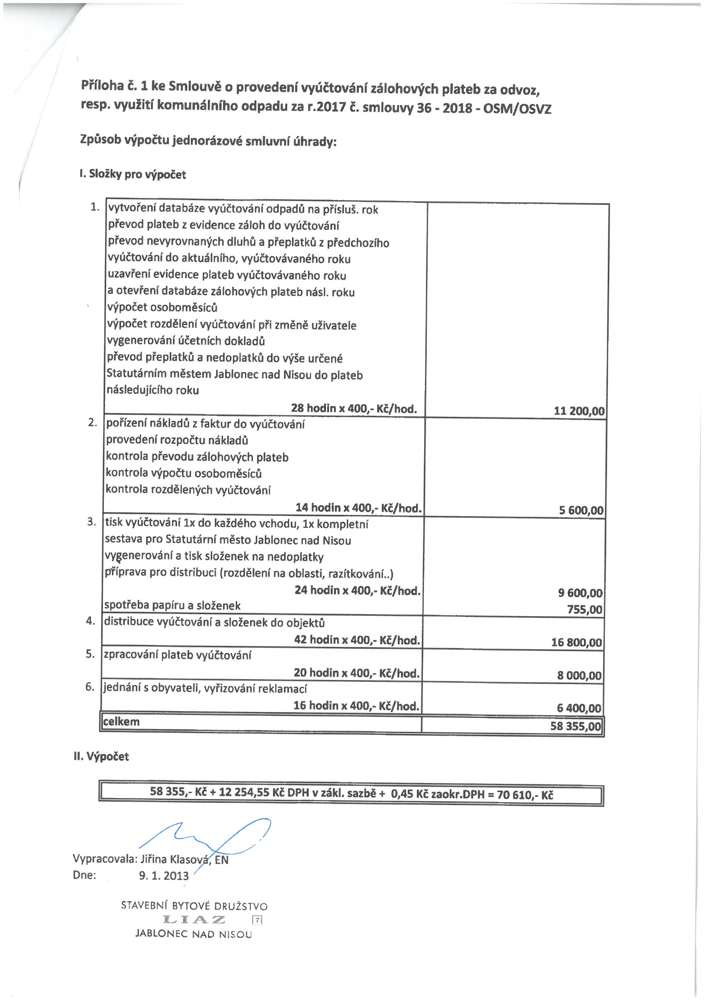 Příloha č. 1 ke Smlouvě o provedení vyúčtování zálohových plateb za odvoz,
resp. využití komunálního odpadu za r.2017 č. smlouvy 36 - 2018 - OSM/OSVZ
Způsob výpočtu jednorázové smluvní úhrady:
I. Složky pro výpočet
1. vytvoření databáze vyúčtování odpadů na přísluš. rok
převod plateb z evidence záloh do vyúčtování
převod nevyrovnaných dluhů a přeplatků z předchozího
vyúčtování do aktuálního, vyúčtovávaného roku
uzavření evidence plateb vyúčtovávaného roku
a otevření databáze zálohových plateb násl. roku
výpočet osoboměsíců
výpočet rozdělení vyúčtování při změně uživatele
vygenerování účetních dokladů
převod přeplatků a nedoplatků do výše určené
Statutárním městem Jablonec nad Nisou do plateb
následujícího roku
28 hodin x 400,- Kč/hod. 11 200,00
2. pořízení nákladů z faktur do vyúčtování
provedení rozpočtu nákladů
kontrola převodu zálohových plateb
kontrola výpočtu osoboměsíců
kontrola rozdělených vyúčtování
14 hodin x 400,- Kč/hod. 5 600,00
3. tisk vyúčtování 1x do každého vchodu, 1x kompletní
sestava pro Statutární město Jablonec nad Nisou
vygenerování a tisk složenek na nedoplatky
příprava pro distribuci (rozdělení na oblasti, razítkování..)
24 hodin x 400,- Kč/hod. 9 600,00
spotřeba papíru a složenek 755,00
4. distribuce vyúčtování a složenek do objektů
42 hodin x 400,- Kč/hod. 16 800,00
5. zpracování plateb vyúčtování
20 hodin x 400,- Kč/hod. 8 000,00
6. jednání s obyvateli, vyřizování reklamací
16 hodin x 400,- Kč/hod. 6 400,00
celkem 58 355,00
II. Výpočet
58 355,- Kč + 12 254,55 Kč DPH v zákl. sazbě + 0,45 Kč zaokr.DPH = 70 610,- Kč
Vypracovala: Jiřina Klasová, EN
Dne: 9. 1. 2013
STAVEBNÍ BYTOVÉ DRUŽSTVO
LIAZ 7
JABLONEC NAD NISOU